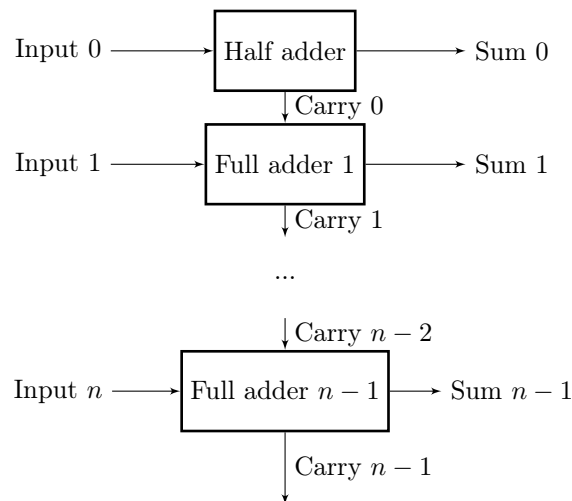 Input 0 Half adder Sum 0
Carry 0
Input 1 Full adder 1 Sum 1
Carry 1
...
Carry n − 2
Input n Full adder n − 1 Sum n − 1
Carry n − 1